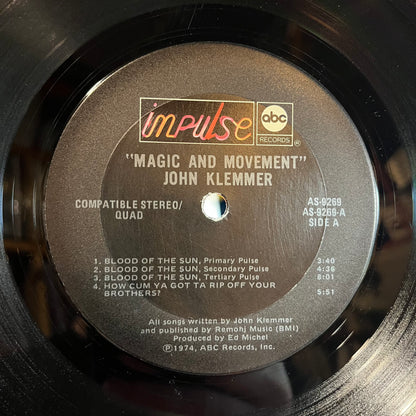 impulse
abc
RECORDS
"MAGIC AND MOVEMENT"
JOHN KLEMMER
COMPATIBLE STEREO/
QUAD
AS-9269
AS-9269-A
SIDE A
1. BLOOD OF THE SUN, Primary Pulse 3:40
2. BLOOD OF THE SUN, Secondary Pulse 4:36
3. BLOOD OF THE SUN, Tertiary Pulse 8:01
4. HOW CUM YA GOT TA RIP OFF YOUR
BROTHERS? 5:51
All songs written by John Klemmer
and published by Remohj Music (BMI)
Produced by Ed Michel
Ⓟ1974, ABC Records, Inc.